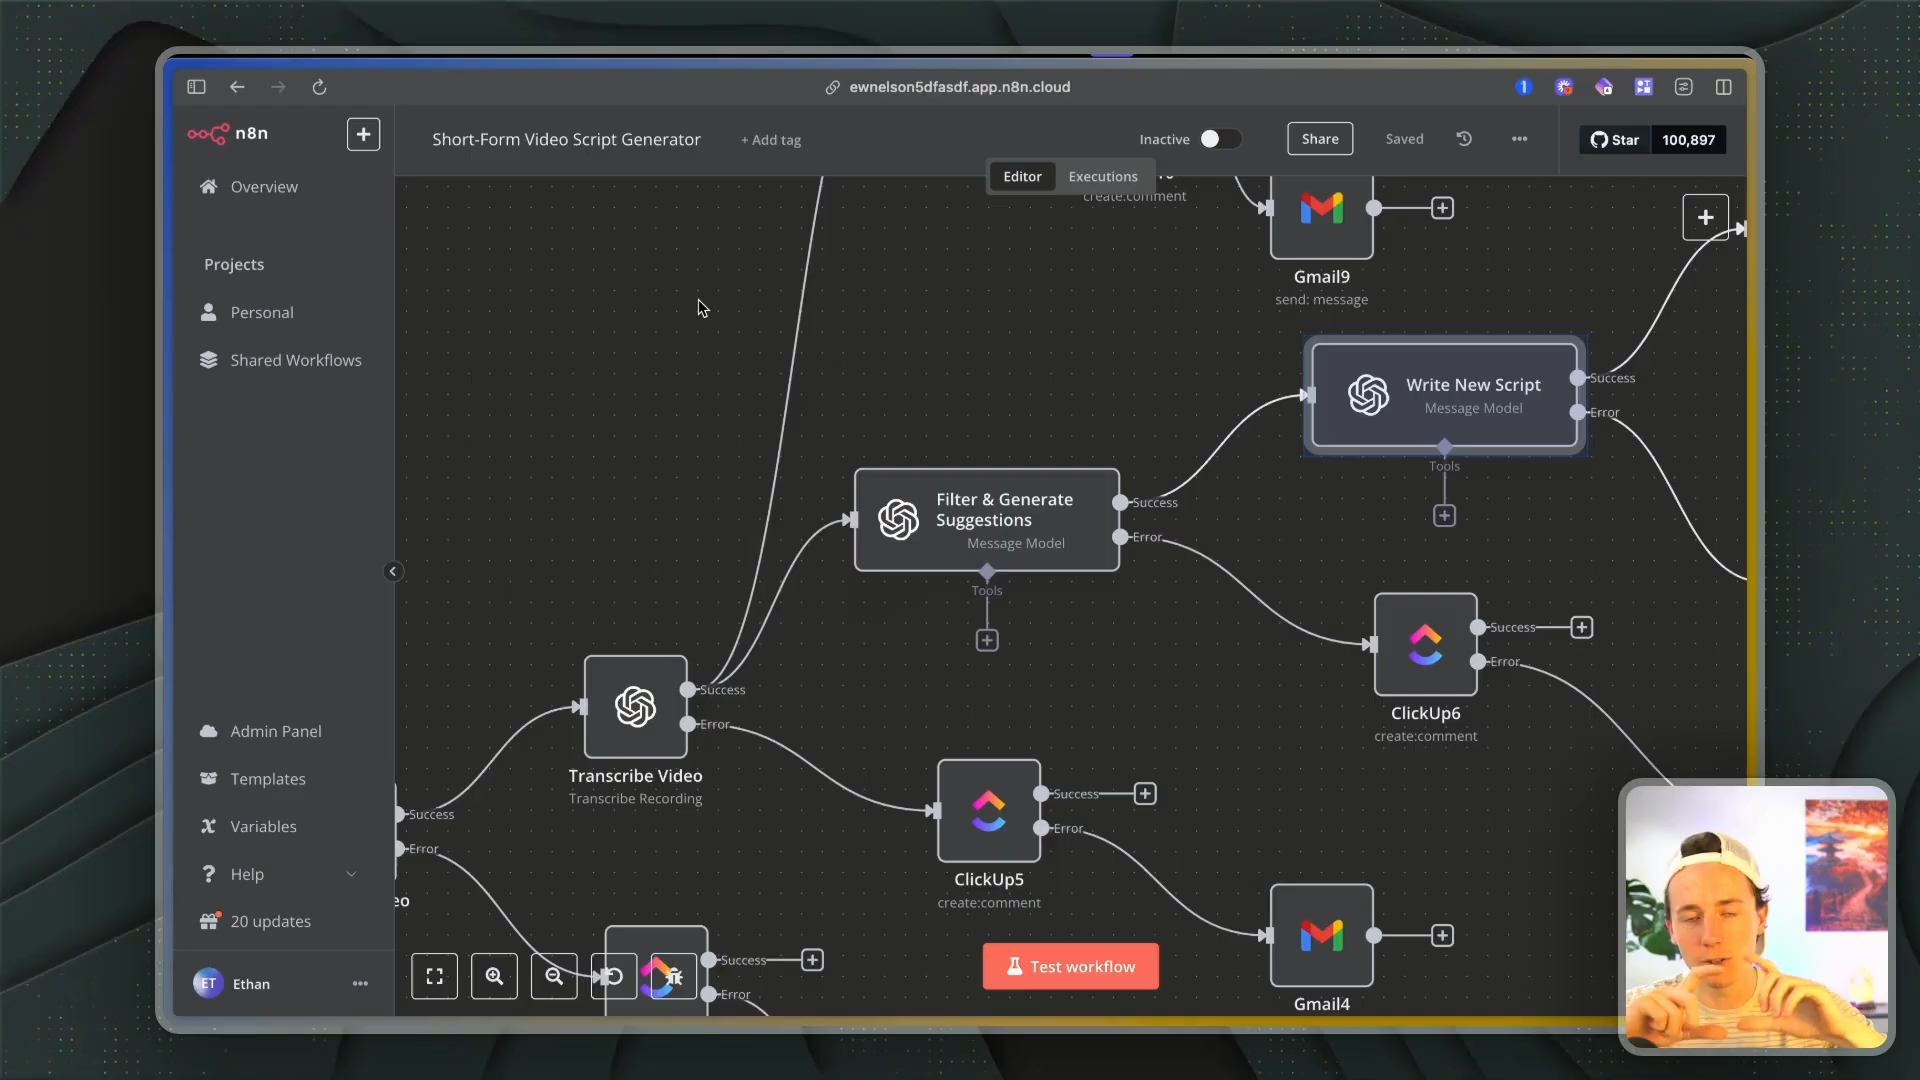 ewnelson5dfasdf.app.n8n.cloud
n8n
Short-Form Video Script Generator
+ Add tag
Inactive
Share
Saved
Star
100,897
Editor
Executions
Overview
Projects
Personal
Shared Workflows
Admin Panel
Templates
Variables
Help
20 updates
ET
Ethan
create:comment
Gmail9
send: message
Write New Script
Message Model
Success
Error
Tools
Filter & Generate
Suggestions
Message Model
Success
Error
Tools
ClickUp6
create:comment
Success
Error
Transcribe Video
Transcribe Recording
Success
Error
Success
Error
eo
ClickUp5
create:comment
Success
Error
Success
Error
Test workflow
Gmail4